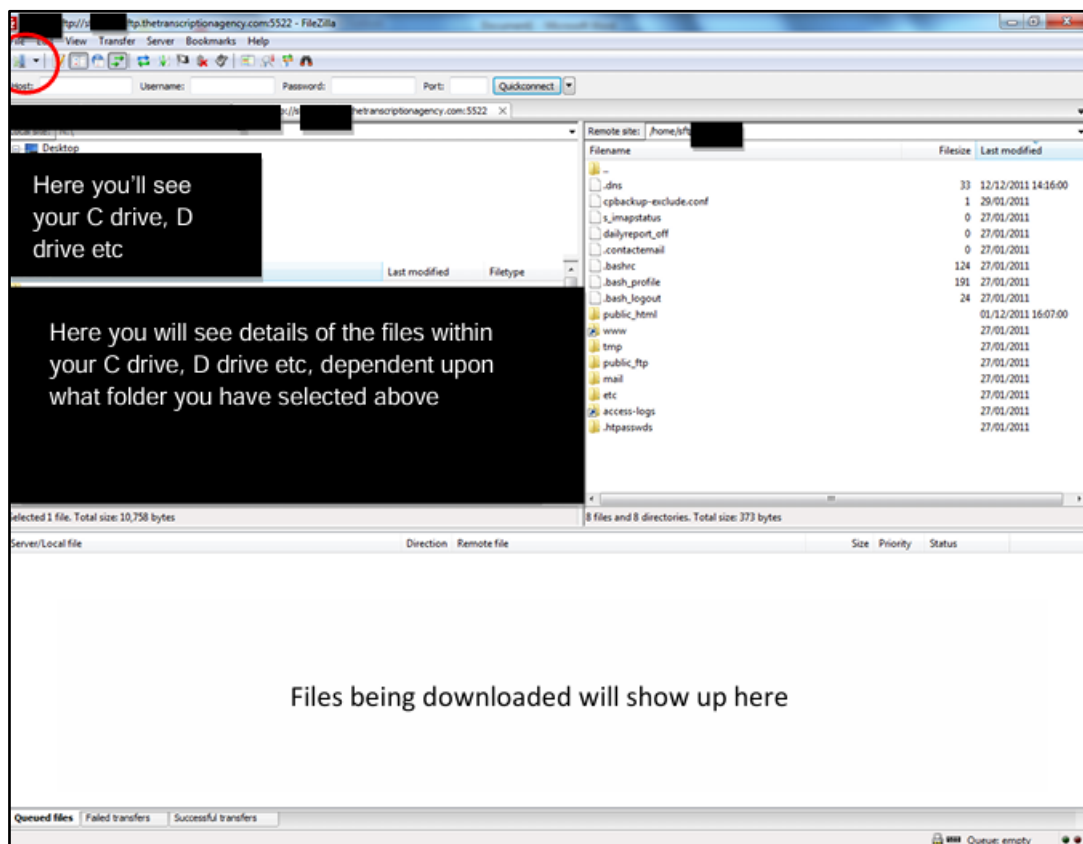 ftp.thetranscriptionagency.com:5522 - FileZilla
View Transfer Server Bookmarks Help
Host: Username: Password: Port: Quickconnect
hetranscriptionagency.com:5522
Remote site: /home/sft
Desktop
Filename Filesize Last modified
..
.dns 33 12/12/2011 14:16:00
cpbackup-exclude.conf 1 29/01/2011
s_imapstatus 0 27/01/2011
dailyreport_off 0 27/01/2011
.contactemail 0 27/01/2011
.bashrc 124 27/01/2011
.bash_profile 191 27/01/2011
.bash_logout 24 27/01/2011
public_html 01/12/2011 16:07:00
www 27/01/2011
tmp 27/01/2011
public_ftp 27/01/2011
mail 27/01/2011
etc 27/01/2011
access-logs 27/01/2011
.htpasswds 27/01/2011
Here you'll see
your C drive, D
drive etc
Last modified Filetype
Here you will see details of the files within
your C drive, D drive etc, dependent upon
what folder you have selected above
Selected 1 file. Total size: 10,758 bytes
8 files and 8 directories. Total size: 373 bytes
Server/Local file Direction Remote file Size Priority Status
Files being downloaded will show up here
Queued files Failed transfers Successful transfers
Queue: empty